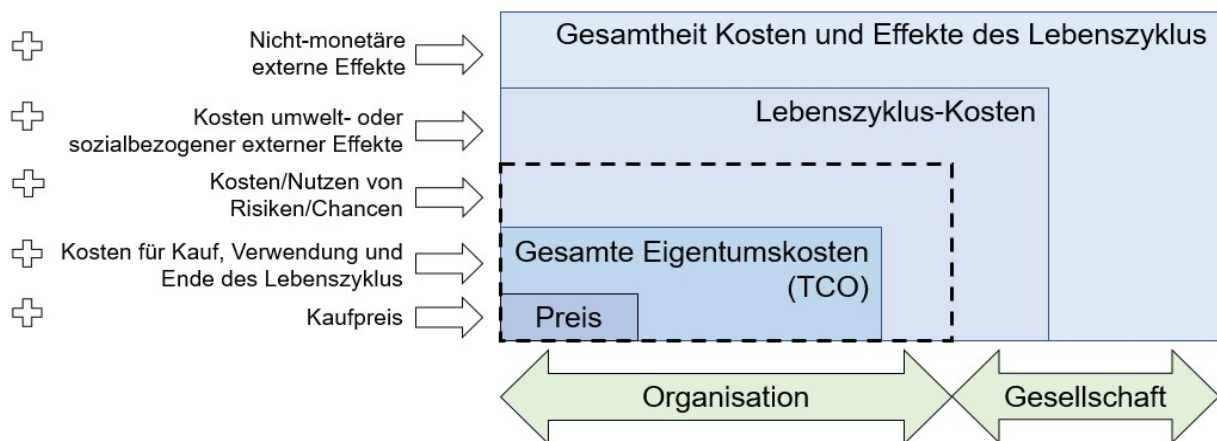 Nicht-monetäre
externe Effekte
Gesamtheit Kosten und Effekte des Lebenszyklus
Kosten umwelt- oder
sozialbezogener externer Effekte
Lebenszyklus-Kosten
Kosten/Nutzen von
Risiken/Chancen
Kosten für Kauf, Verwendung und
Ende des Lebenszyklus
Gesamte Eigentumskosten
(TCO)
Kaufpreis
Preis
Organisation
Gesellschaft